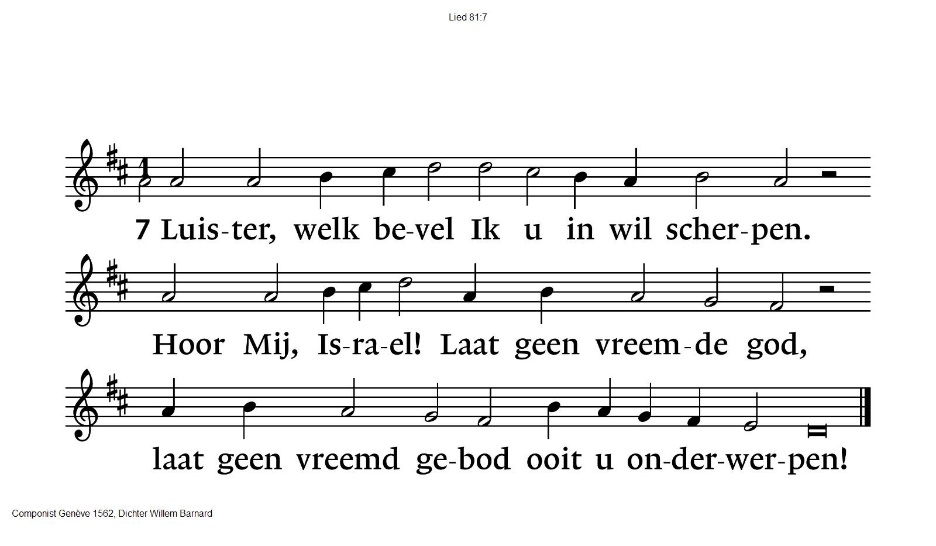 Lied 81:7
1
7 Luis-ter, welk be-vel Ik u in wil scher-pen.
Hoor Mij, Is-ra-el! Laat geen vreem-de god,
laat geen vreemd ge-bod ooit u on-der-wer-pen!
Componist Genève 1562, Dichter Willem Barnard